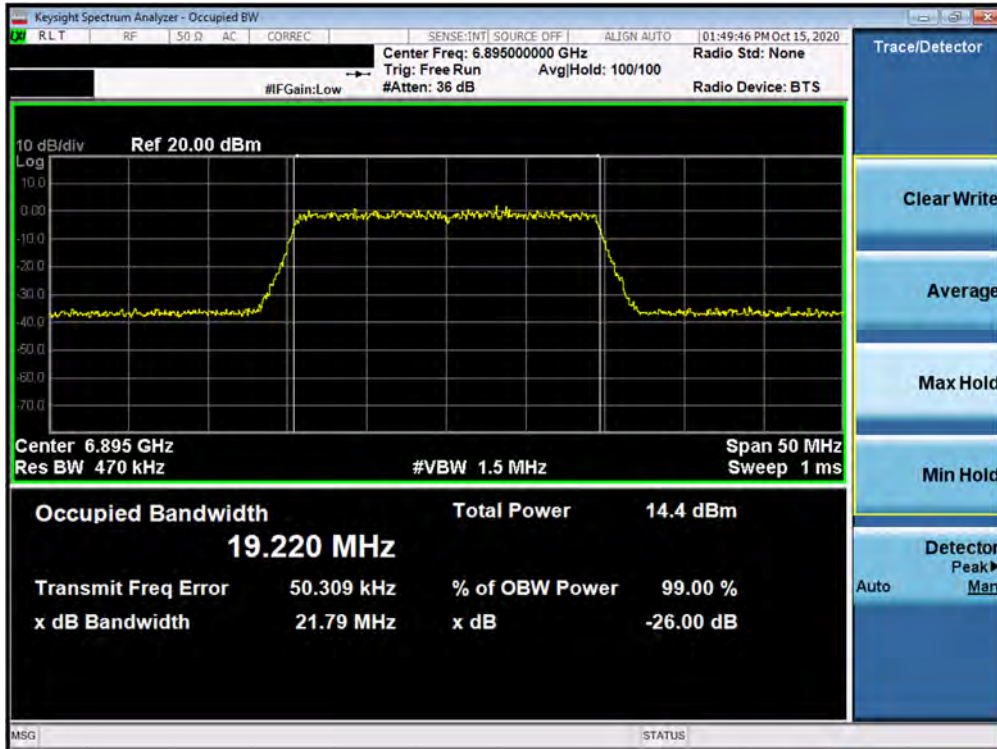 Keysight Spectrum Analyzer - Occupied BW
LXI RLT RF 50 Ω AC CORREC SENSE:INT SOURCE OFF ALIGN AUTO 01:49:46 PM Oct 15, 2020
Center Freq: 6.895000000 GHz Radio Std: None
Trig: Free Run Avg|Hold: 100/100
#IFGain:Low #Atten: 36 dB Radio Device: BTS
10 dB/div Ref 20.00 dBm
Log
10.0
0.00
-10.0
-20.0
-30.0
-40.0
-50.0
-60.0
-70.0
Center 6.895 GHz Span 50 MHz
Res BW 470 kHz #VBW 1.5 MHz Sweep 1 ms
Occupied Bandwidth Total Power 14.4 dBm
19.220 MHz
Transmit Freq Error 50.309 kHz % of OBW Power 99.00 %
x dB Bandwidth 21.79 MHz x dB -26.00 dB
MSG STATUS
Trace/Detector
Clear Write
Average
Max Hold
Min Hold
Detector
Peak
Auto Man